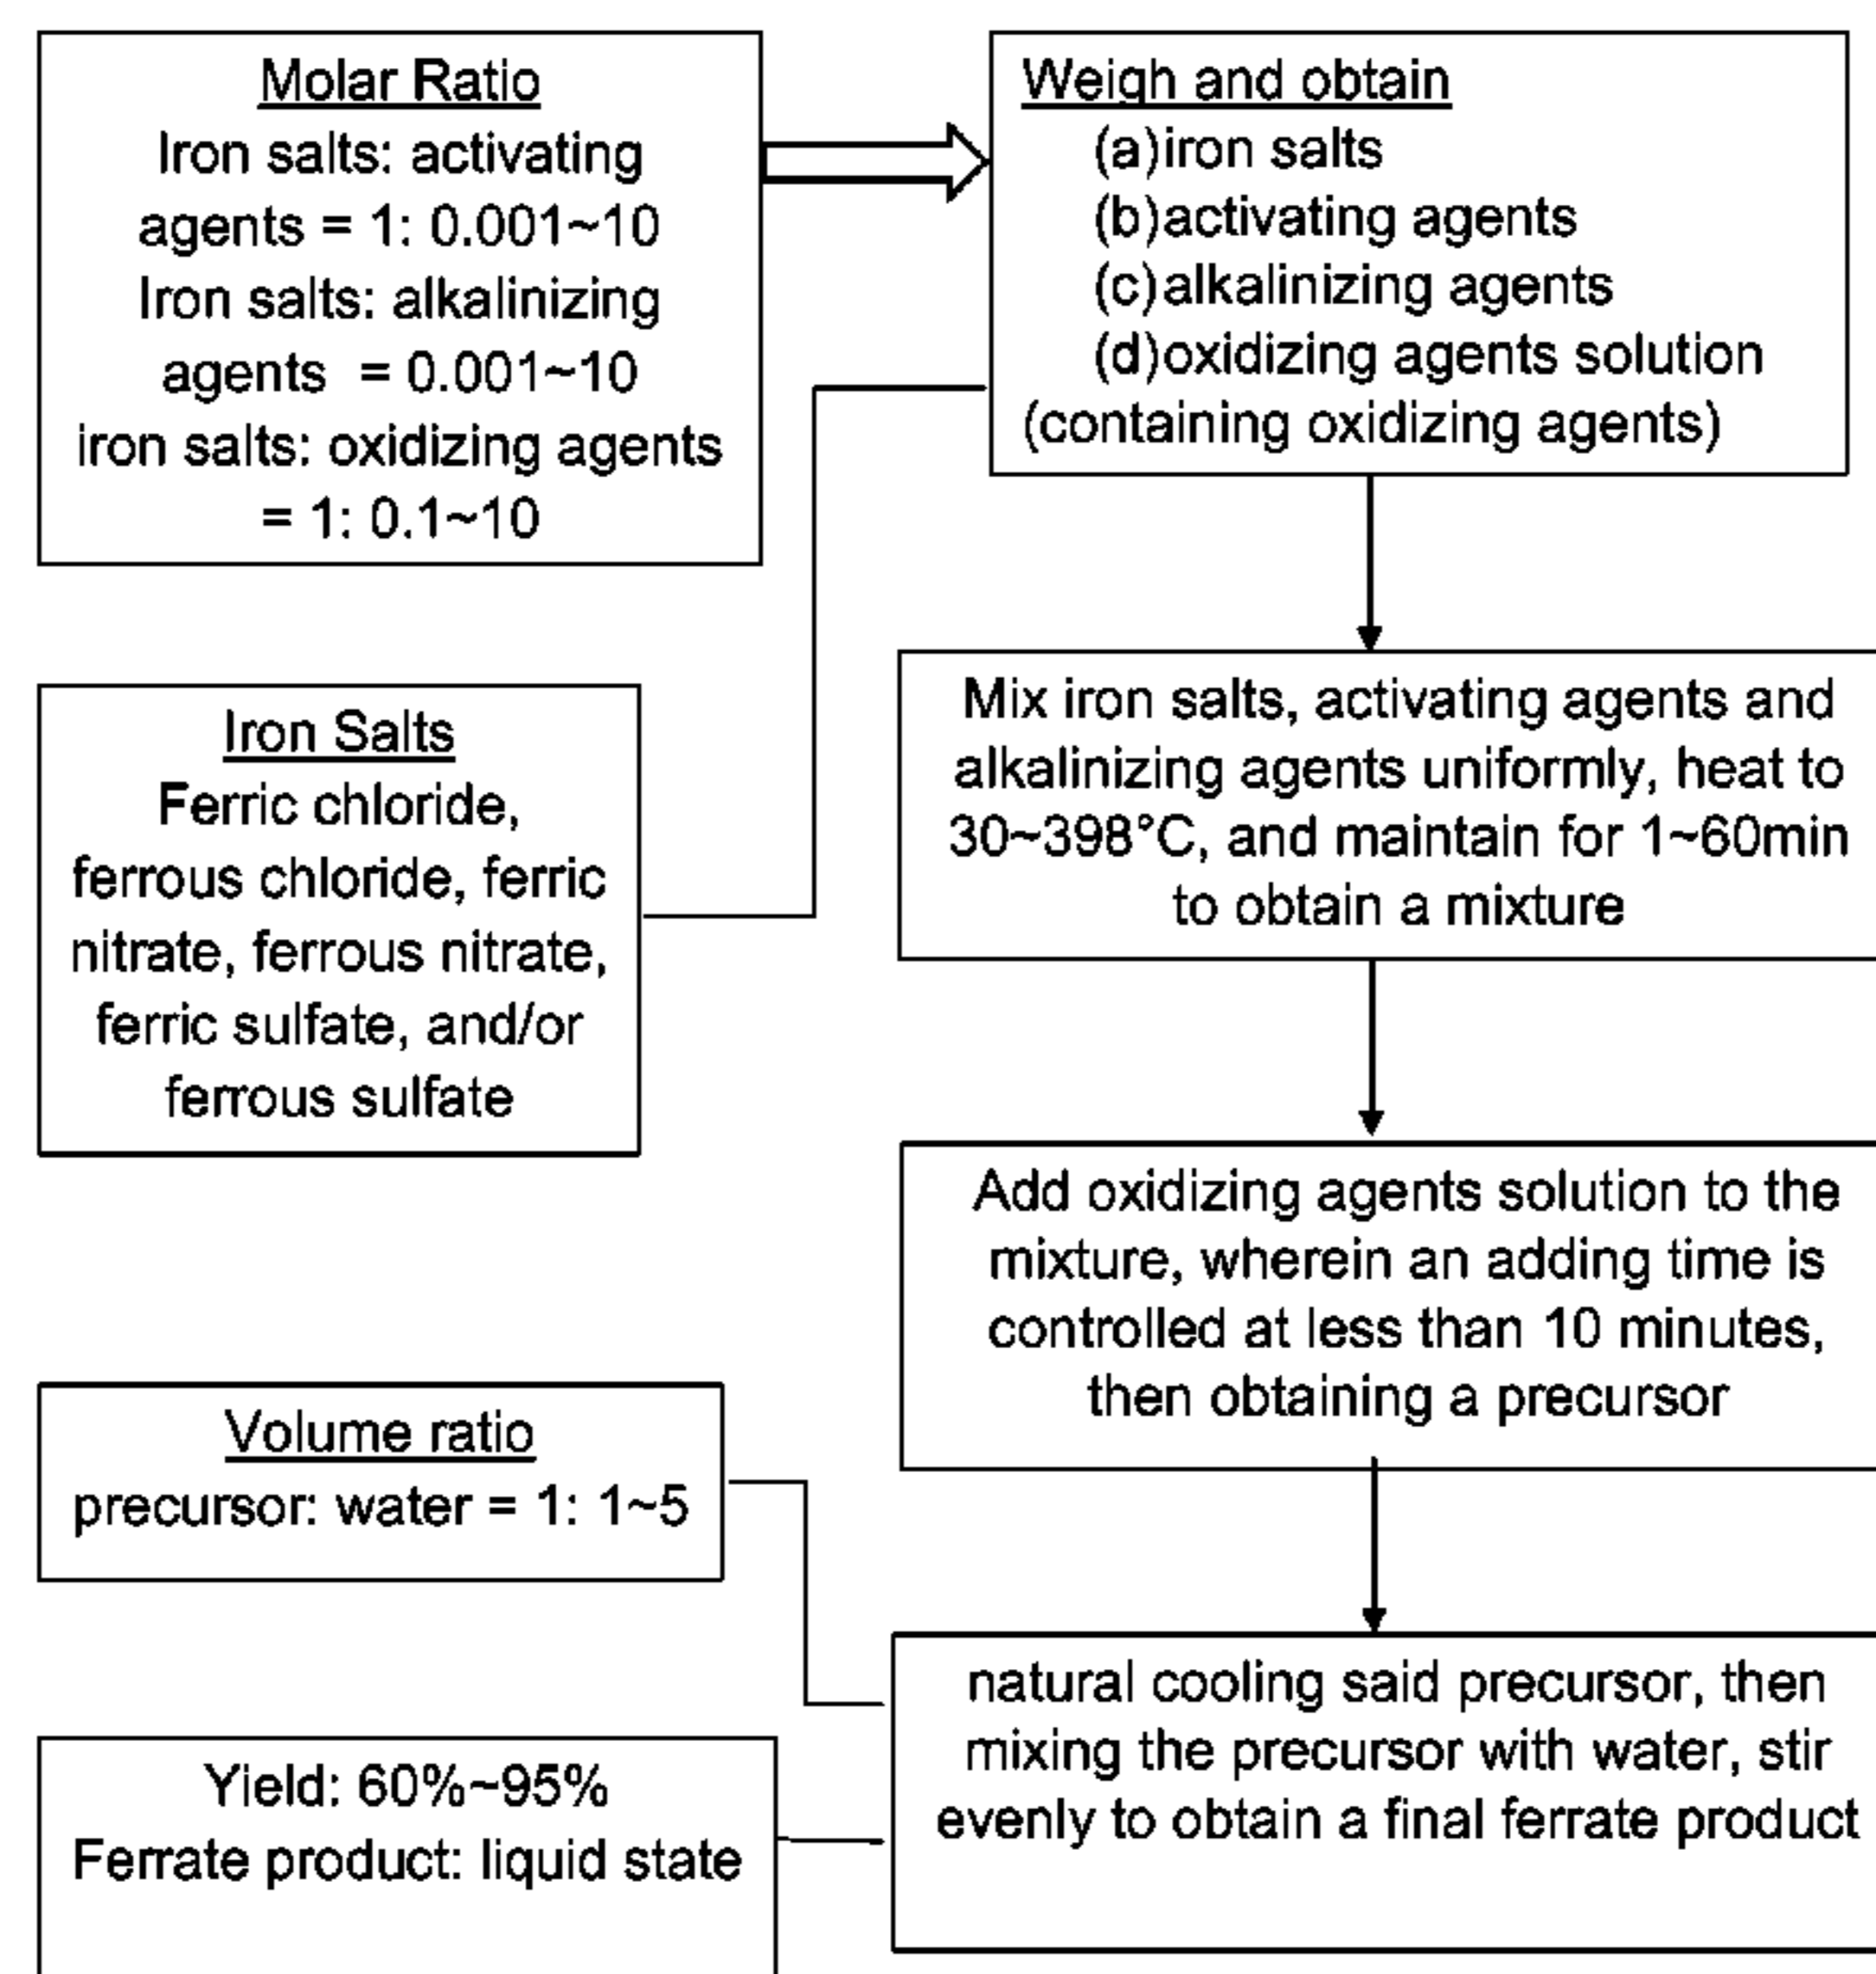 Molar Ratio
Iron salts: activating
agents = 1: 0.001~10
Iron salts: alkalinizing
agents = 0.001~10
iron salts: oxidizing agents
= 1: 0.1~10
Weigh and obtain
(a)iron salts
(b)activating agents
(c)alkalinizing agents
(d)oxidizing agents solution
(containing oxidizing agents)
Iron Salts
Ferric chloride,
ferrous chloride, ferric
nitrate, ferrous nitrate,
ferric sulfate, and/or
ferrous sulfate
Mix iron salts, activating agents and
alkalinizing agents uniformly, heat to
30~398°C, and maintain for 1~60min
to obtain a mixture
Add oxidizing agents solution to the
mixture, wherein an adding time is
controlled at less than 10 minutes,
then obtaining a precursor
Volume ratio
precursor: water = 1: 1~5
natural cooling said precursor, then
mixing the precursor with water, stir
evenly to obtain a final ferrate product
Yield: 60%~95%
Ferrate product: liquid state